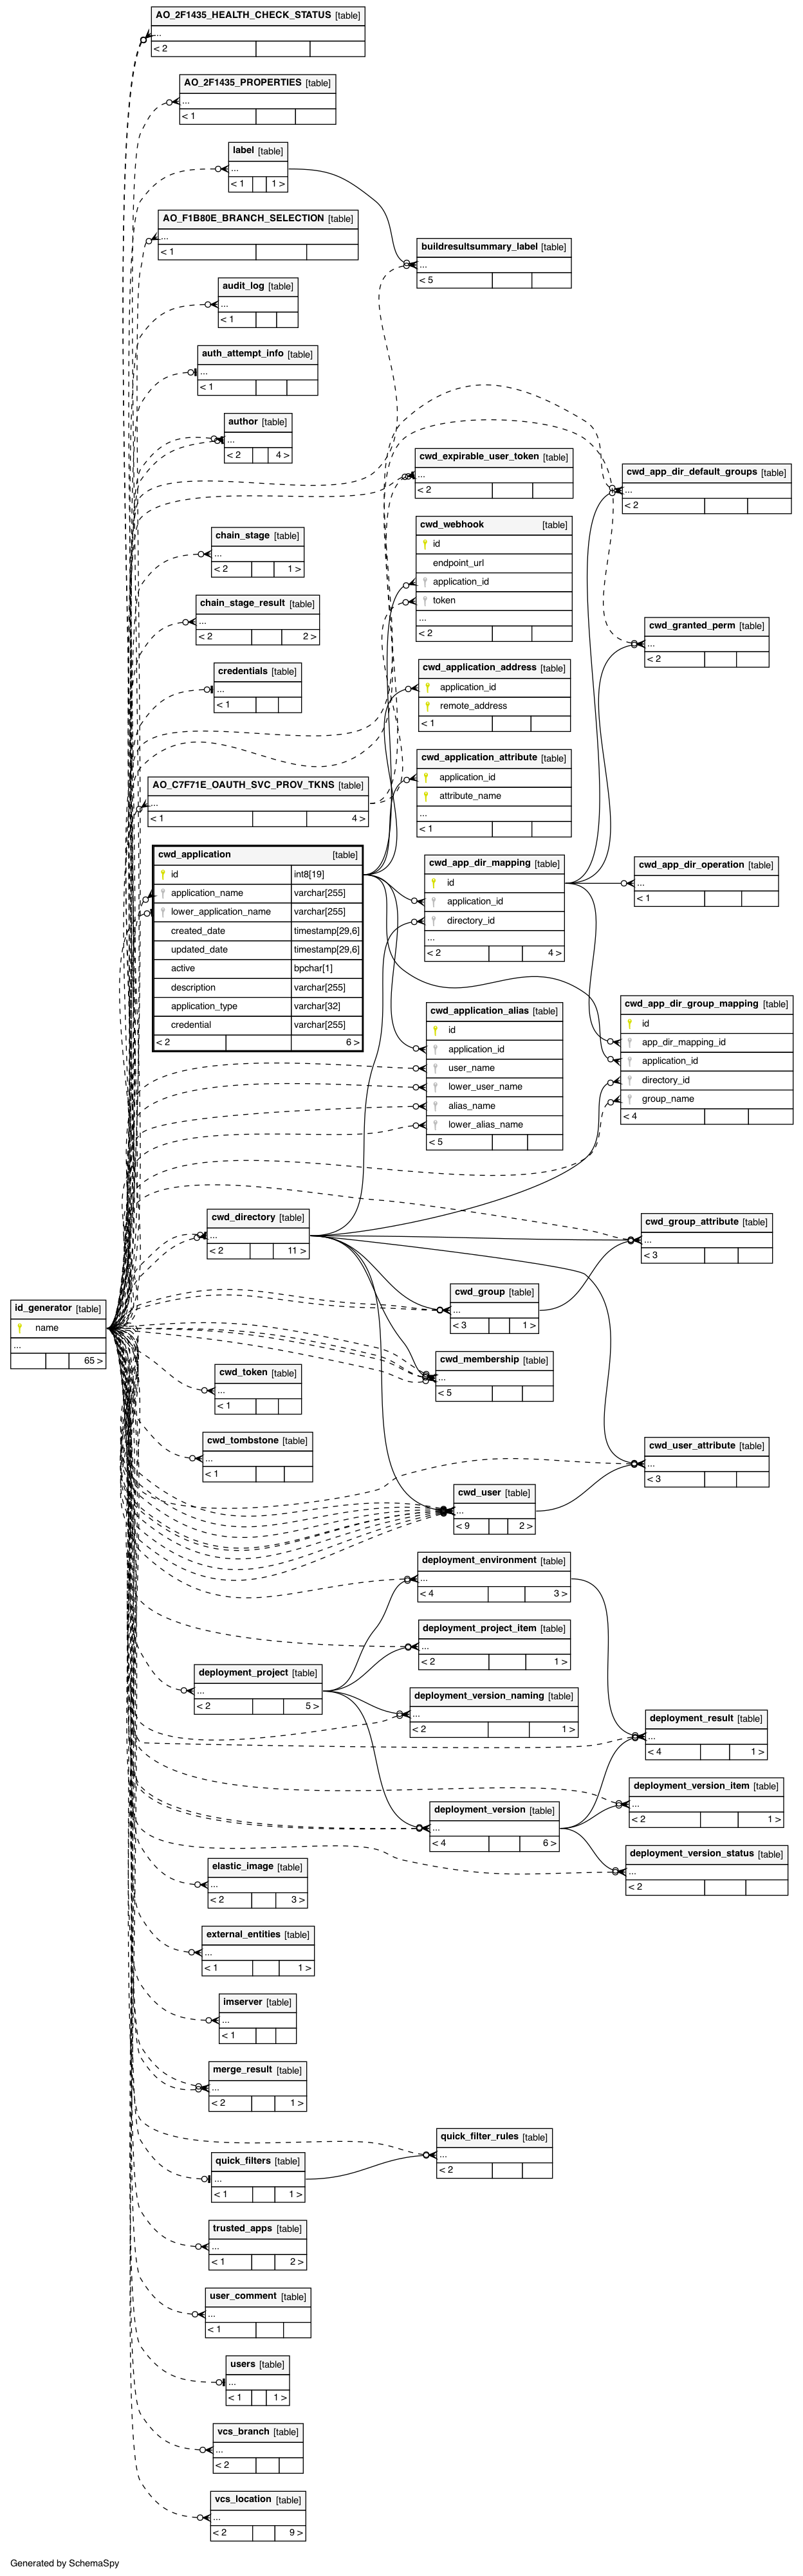 AO_2F1435_HEALTH_CHECK_STATUS [table]
...
< 2
AO_2F1435_PROPERTIES [table]
...
< 1
label [table]
...
< 1 1 >
AO_F1B80E_BRANCH_SELECTION [table]
...
< 1
buildresultsummary_label [table]
...
< 5
audit_log [table]
...
< 1
auth_attempt_info [table]
...
< 1
author [table]
...
< 2 4 >
cwd_expirable_user_token [table]
...
< 2
cwd_app_dir_default_groups [table]
...
< 2
chain_stage [table]
...
< 2 1 >
cwd_webhook [table]
id
endpoint_url
application_id
token
...
< 2
chain_stage_result [table]
...
< 2 2 >
cwd_granted_perm [table]
...
< 2
credentials [table]
...
< 1
cwd_application_address [table]
application_id
remote_address
< 1
cwd_application_attribute [table]
application_id
attribute_name
...
< 1
AO_C7F71E_OAUTH_SVC_PROV_TKNS [table]
...
< 1 4 >
cwd_application [table]
id int8[19]
application_name varchar[255]
lower_application_name varchar[255]
created_date timestamp[29,6]
updated_date timestamp[29,6]
active bpchar[1]
description varchar[255]
application_type varchar[32]
credential varchar[255]
< 2 6 >
cwd_app_dir_mapping [table]
id
application_id
directory_id
...
< 2 4 >
cwd_app_dir_operation [table]
...
< 1
cwd_app_dir_group_mapping [table]
id
app_dir_mapping_id
application_id
directory_id
group_name
< 4
cwd_application_alias [table]
id
application_id
user_name
lower_user_name
alias_name
lower_alias_name
< 5
cwd_directory [table]
...
< 2 11 >
cwd_group_attribute [table]
...
< 3
cwd_group [table]
...
< 3 1 >
id_generator [table]
name
...
65 >
cwd_membership [table]
...
< 5
cwd_token [table]
...
< 1
cwd_tombstone [table]
...
< 1
cwd_user_attribute [table]
...
< 3
cwd_user [table]
...
< 9 2 >
deployment_environment [table]
...
< 4 3 >
deployment_project_item [table]
...
< 2 1 >
deployment_project [table]
...
< 2 5 >
deployment_version_naming [table]
...
< 2 1 >
deployment_result [table]
...
< 4 1 >
deployment_version_item [table]
...
< 2 1 >
deployment_version [table]
...
< 4 6 >
deployment_version_status [table]
...
< 2
elastic_image [table]
...
< 2 3 >
external_entities [table]
...
< 1 1 >
imserver [table]
...
< 1
merge_result [table]
...
< 2 1 >
quick_filter_rules [table]
...
< 2
quick_filters [table]
...
< 1 1 >
trusted_apps [table]
...
< 1 2 >
user_comment [table]
...
< 1
users [table]
...
< 1 1 >
vcs_branch [table]
...
< 2
vcs_location [table]
...
< 2 9 >
Generated by SchemaSpy